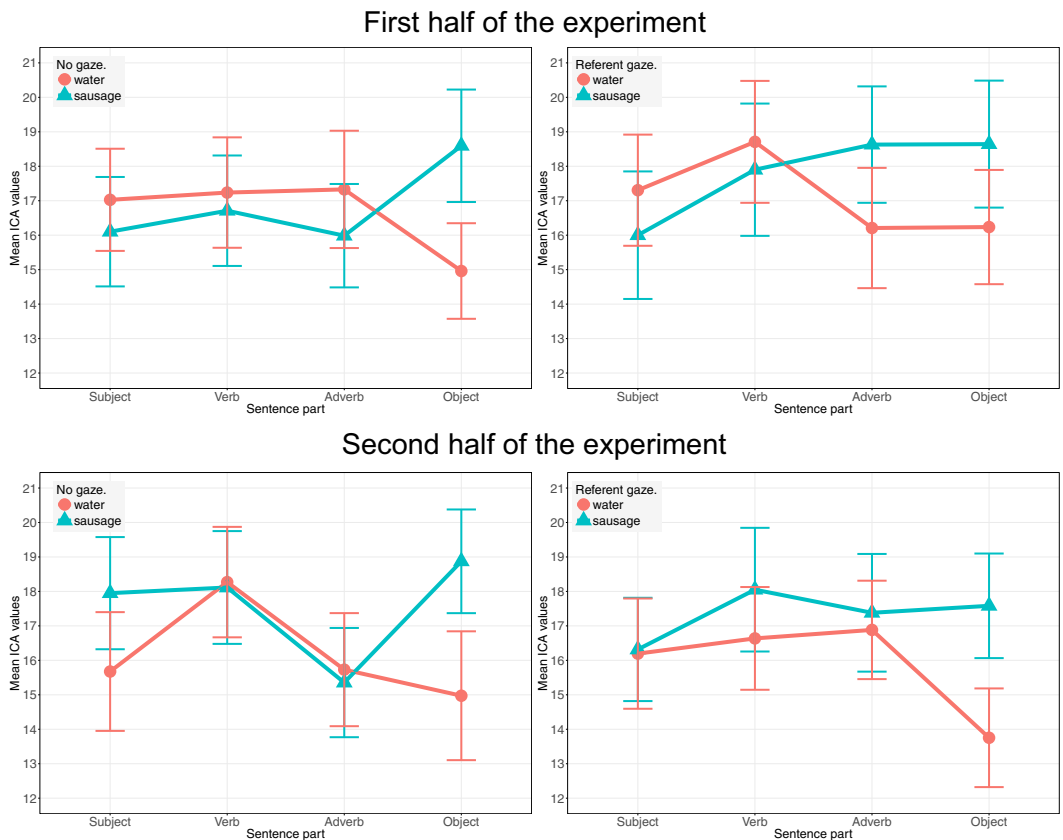 First half of the experiment
No gaze.
water
sausage
Mean ICA values
21
20
19
18
17
16
15
14
13
12
Subject Verb Adverb Object
Sentence part
Referent gaze.
water
sausage
Mean ICA values
21
20
19
18
17
16
15
14
13
12
Subject Verb Adverb Object
Sentence part
Second half of the experiment
No gaze.
water
sausage
Mean ICA values
21
20
19
18
17
16
15
14
13
12
Subject Verb Adverb Object
Sentence part
Referent gaze.
water
sausage
Mean ICA values
21
20
19
18
17
16
15
14
13
12
Subject Verb Adverb Object
Sentence part